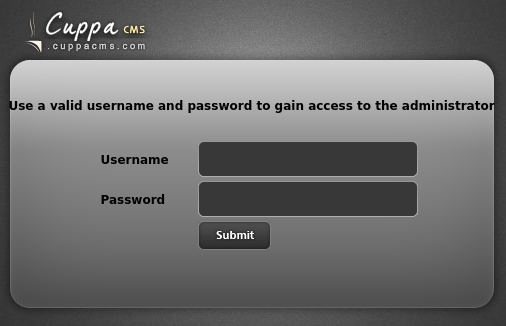 Cuppa CMS
.cuppacms.com
Use a valid username and password to gain access to the administrator
Username
Password
Submit